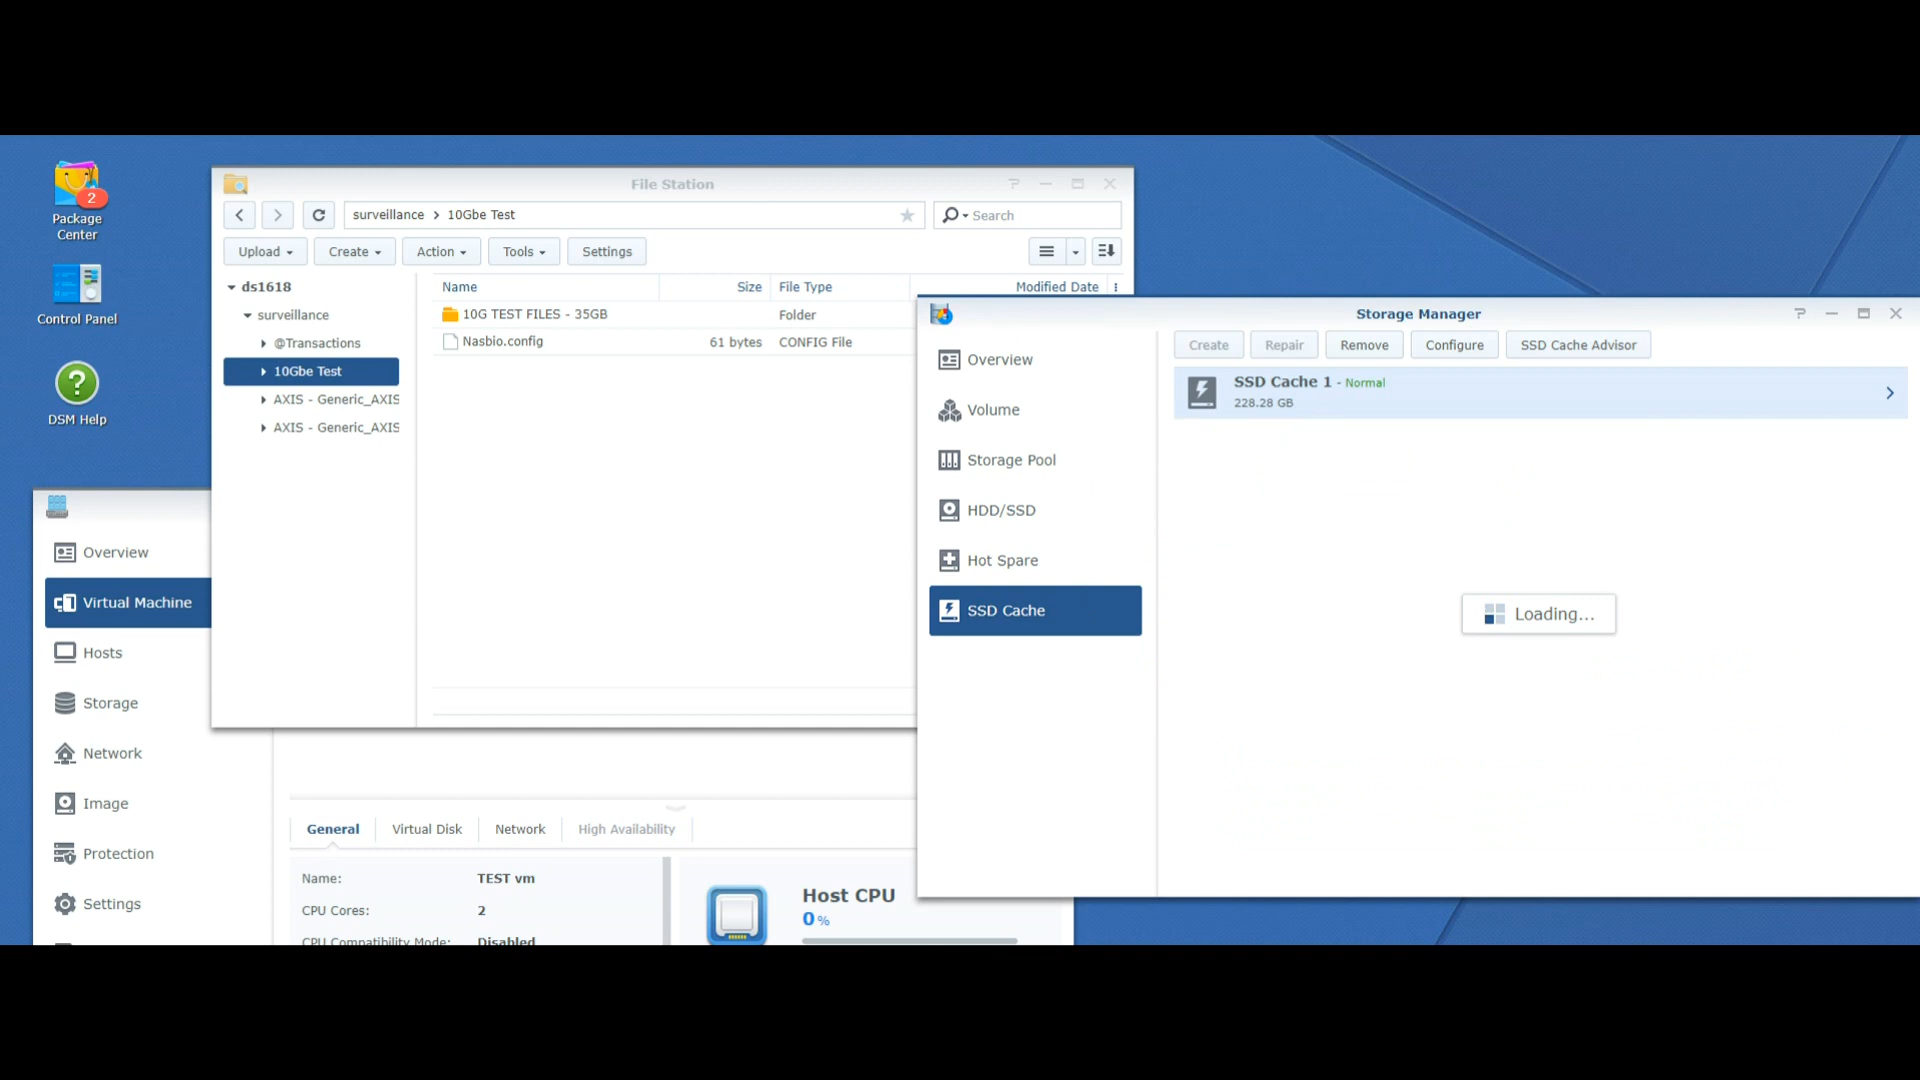 2
Package
Center
Control Panel
DSM Help
File Station
surveillance > 10Gbe Test
Search
Upload
Create
Action
Tools
Settings
ds1618
surveillance
@Transactions
10Gbe Test
AXIS - Generic_AXIS
AXIS - Generic_AXIS
Name Size File Type Modified Date
10G TEST FILES - 35GB Folder
Nasbio.config 61 bytes CONFIG File
Storage Manager
Overview
Volume
Storage Pool
HDD/SSD
Hot Spare
SSD Cache
Create
Repair
Remove
Configure
SSD Cache Advisor
SSD Cache 1 - Normal
228.28 GB
Loading...
Overview
Virtual Machine
Hosts
Storage
Network
Image
Protection
Settings
General
Virtual Disk
Network
High Availability
Name: TEST vm
CPU Cores: 2
CPU Compatibility Mode: Disabled
Host CPU
0 %